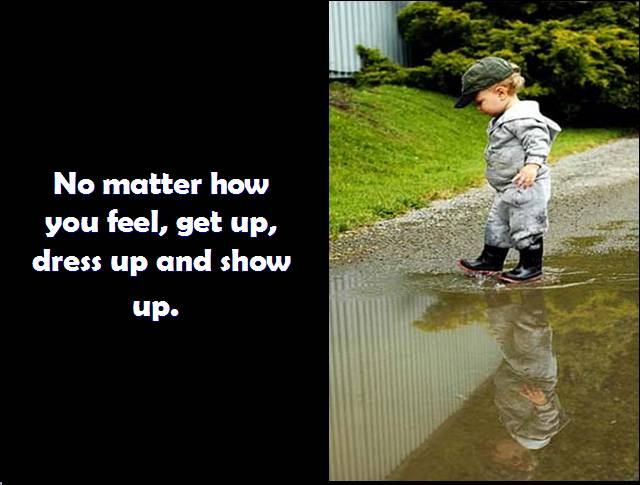 No matter how
you feel, get up,
dress up and show
up.